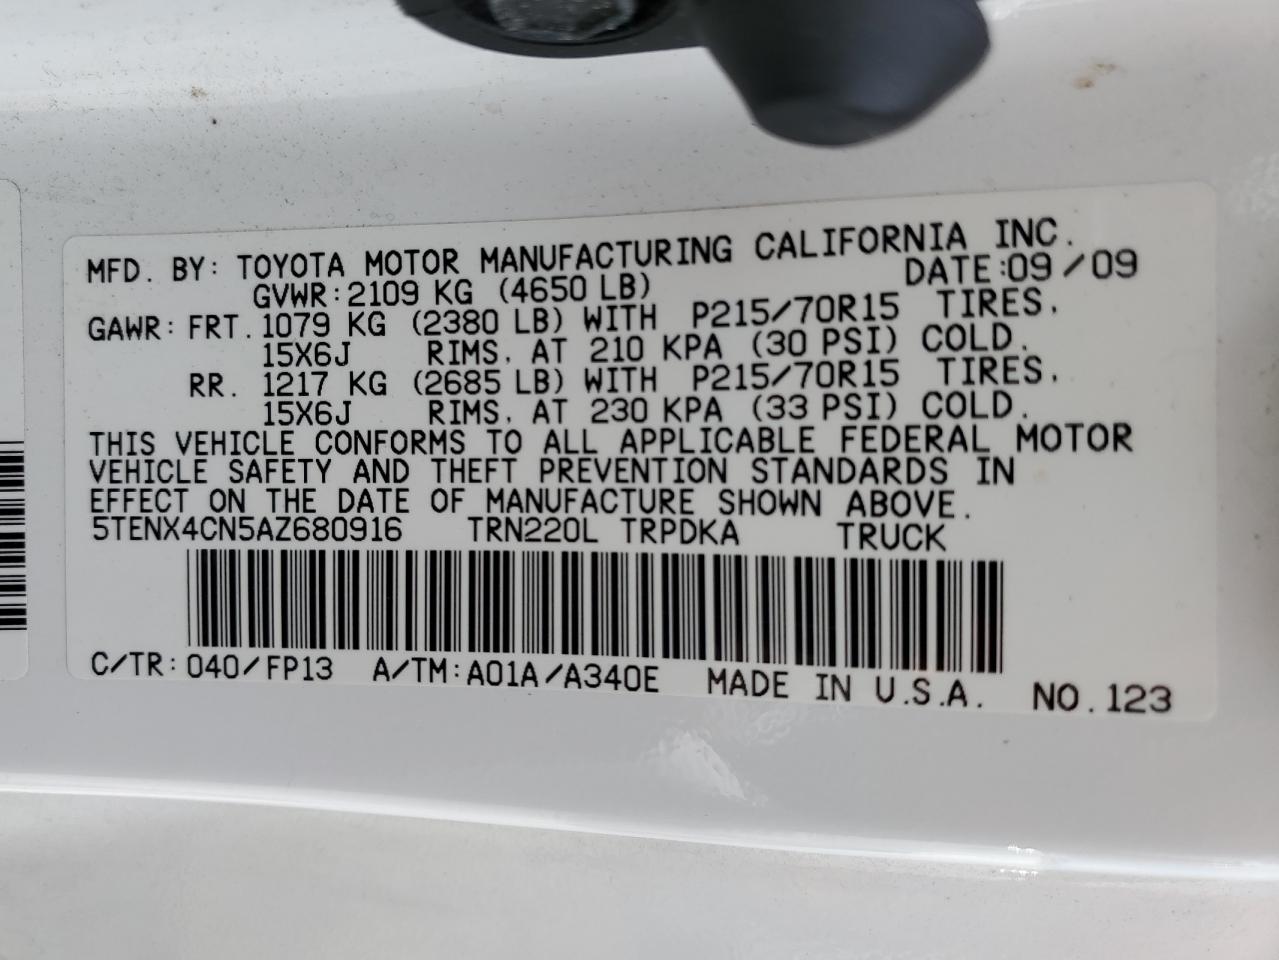 MFD. BY: TOYOTA MOTOR MANUFACTURING CALIFORNIA INC.
GVWR: 2109 KG (4650 LB) DATE:09/09
GAWR: FRT. 1079 KG (2380 LB) WITH P215/70R15 TIRES.
15X6J RIMS. AT 210 KPA (30 PSI) COLD.
RR. 1217 KG (2685 LB) WITH P215/70R15 TIRES.
15X6J RIMS. AT 230 KPA (33 PSI) COLD.
THIS VEHICLE CONFORMS TO ALL APPLICABLE FEDERAL MOTOR
VEHICLE SAFETY AND THEFT PREVENTION STANDARDS IN
EFFECT ON THE DATE OF MANUFACTURE SHOWN ABOVE.
5TENX4CN5AZ680916 TRN220L TRPDKA TRUCK
C/TR: 040/FP13 A/TM: A01A/A340E MADE IN U.S.A. NO. 123